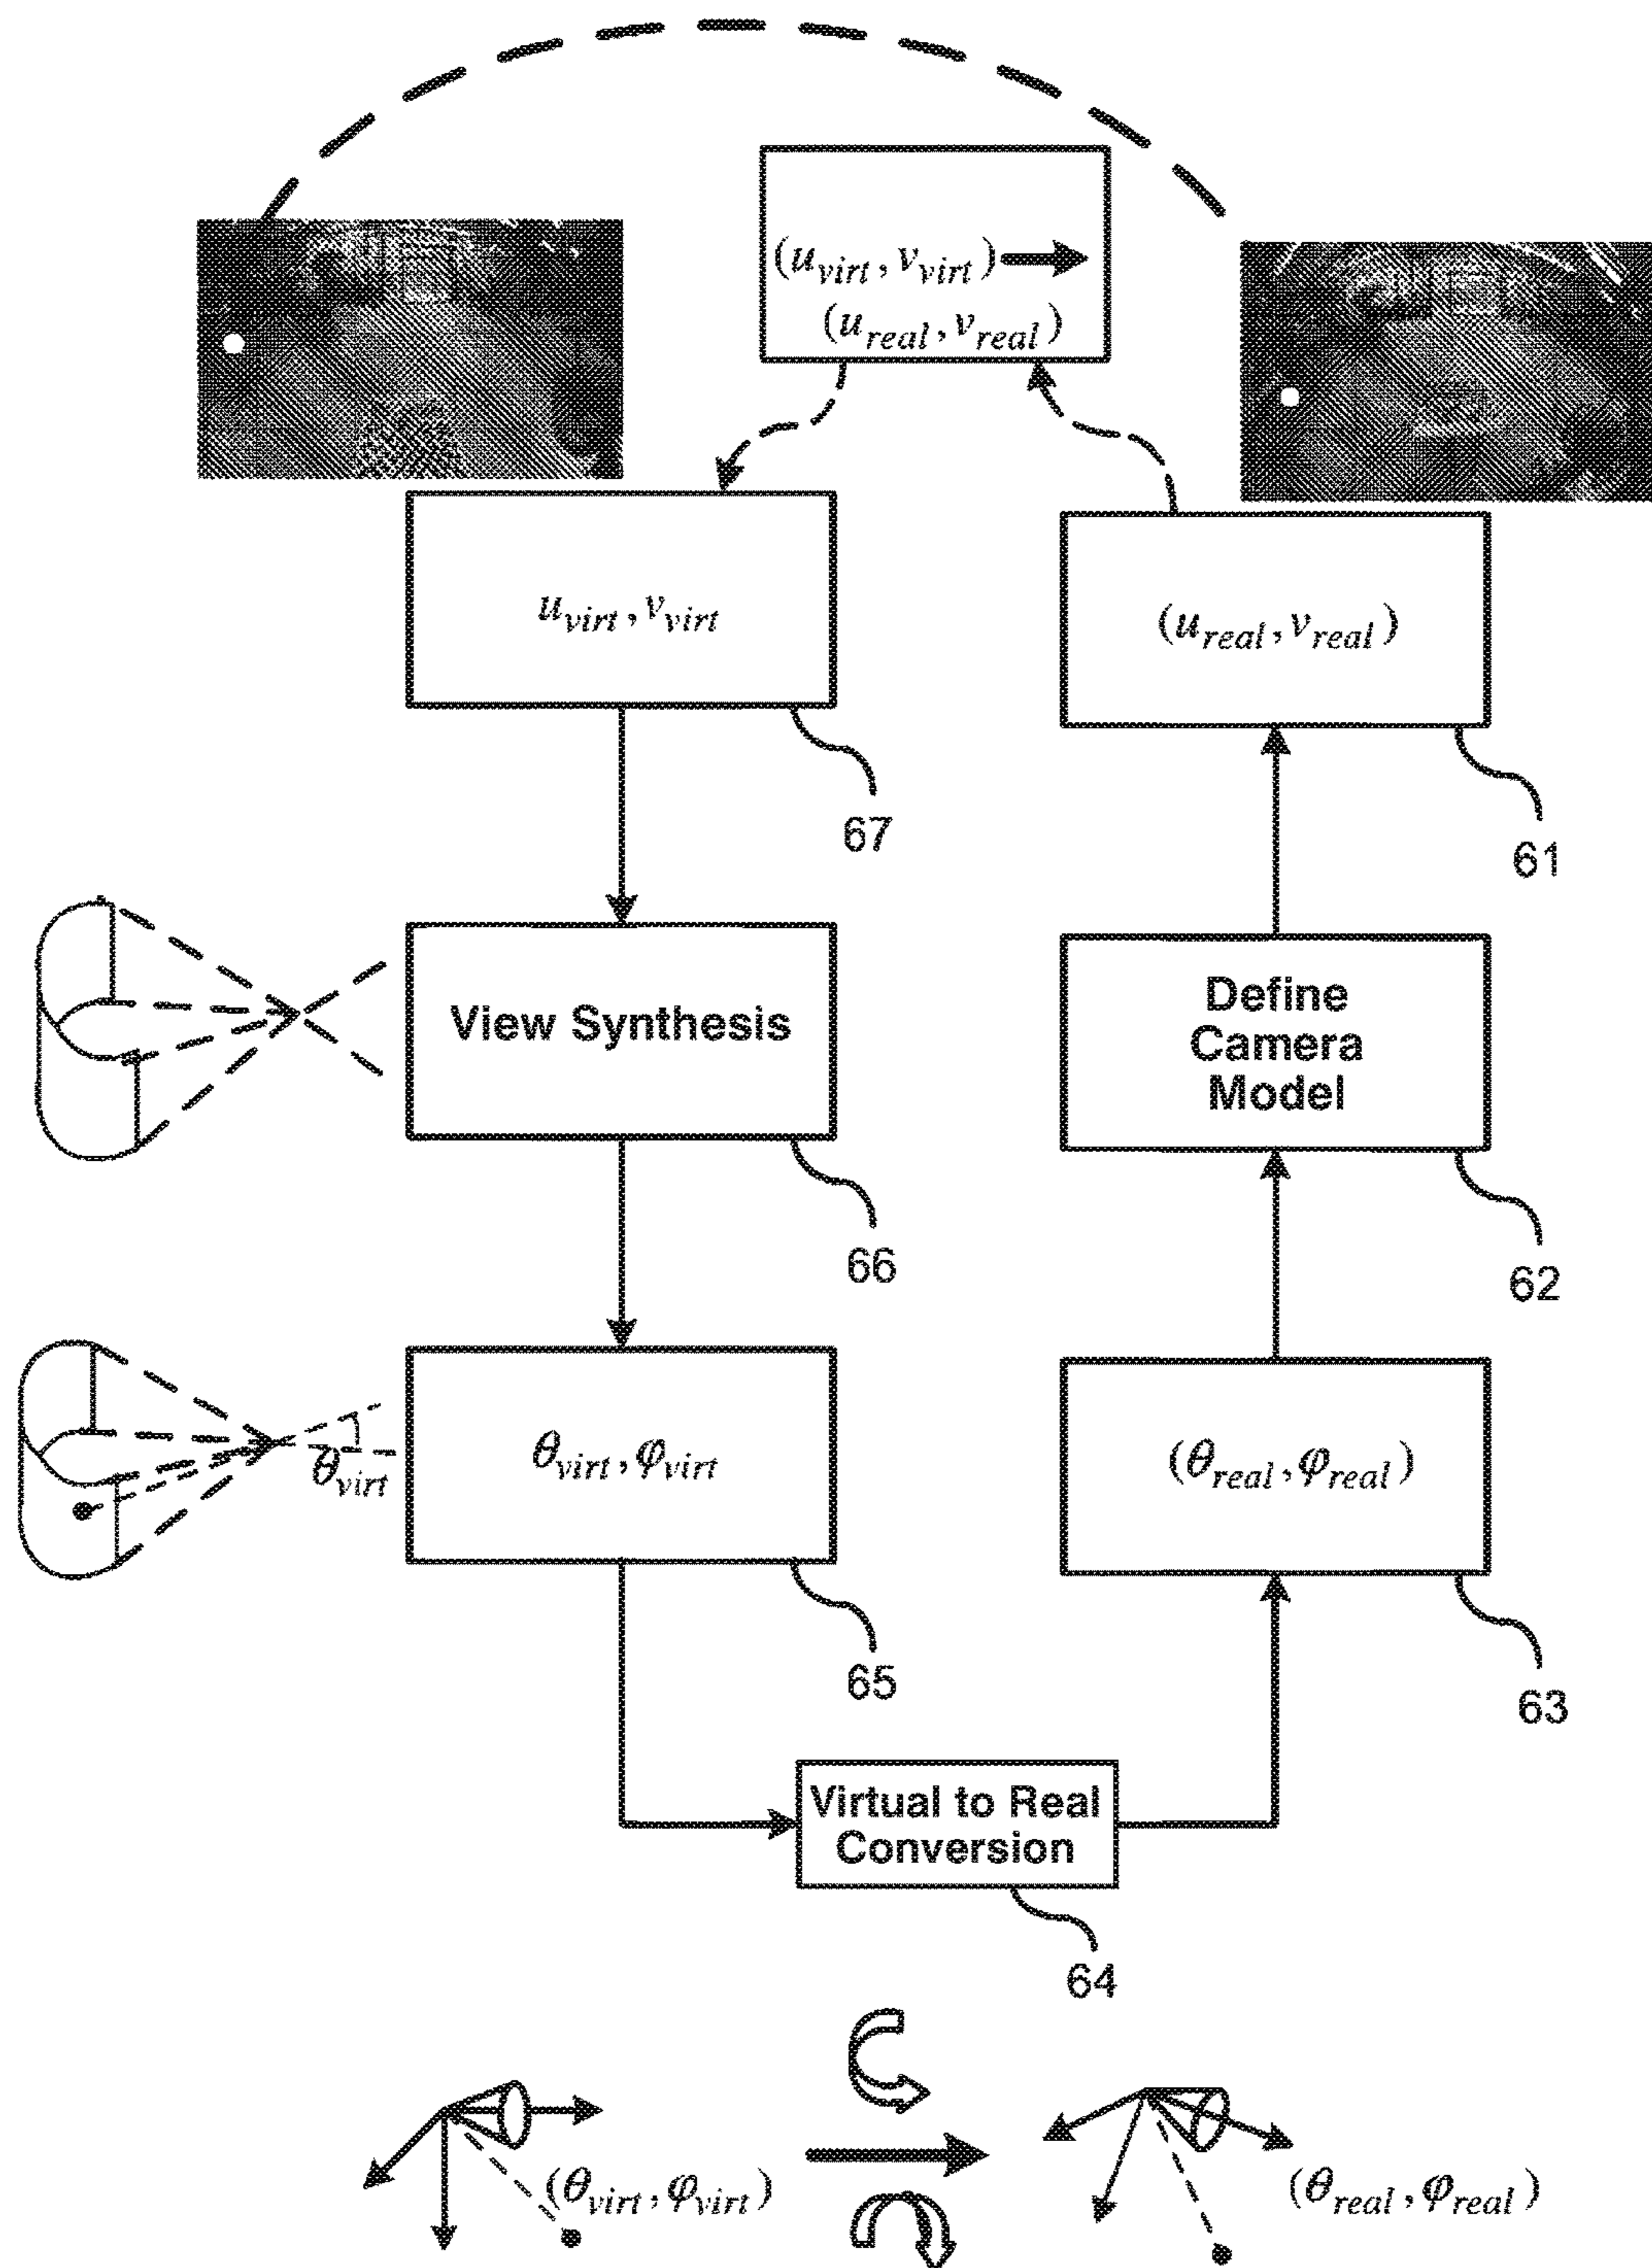 (u_virt, v_virt) →
(u_real, v_real)
u_virt, v_virt
(u_real, v_real)
67
61
View Synthesis
Define
Camera
Model
66
62
θ_virt
θ_virt, φ_virt
(θ_real, φ_real)
65
63
Virtual to Real
Conversion
64
(θ_virt, φ_virt)
(θ_real, φ_real)